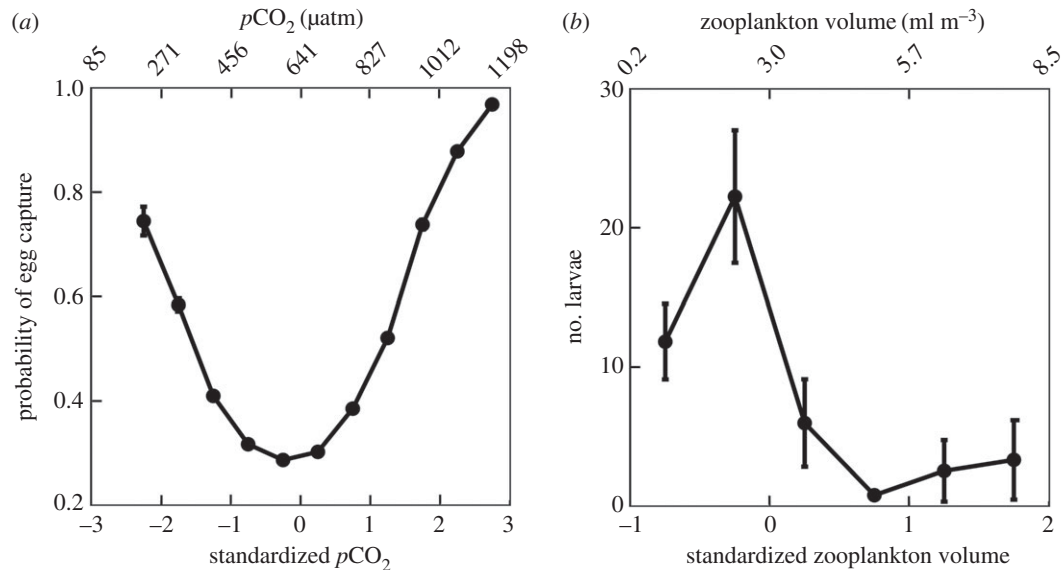 (a)
pCO2 (µatm)
85 271 456 641 827 1012 1198
1.0
0.8
0.6
0.4
0.2
probability of egg capture
–3 –2 –1 0 1 2 3
standardized pCO2
(b)
zooplankton volume (ml m–3)
0.2 3.0 5.7 8.5
30
20
10
0
no. larvae
–1 0 1 2
standardized zooplankton volume